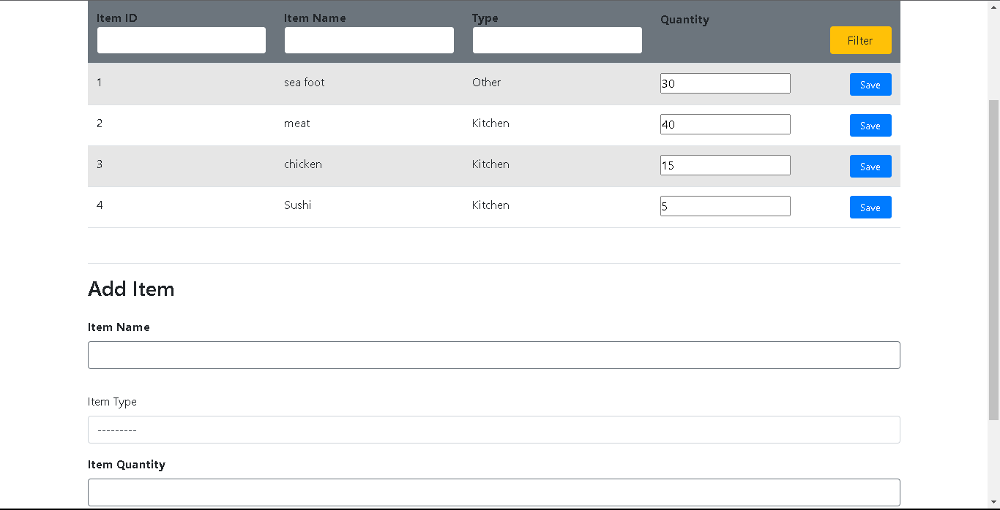 Item ID Item Name Type Quantity
Filter
1 sea foot Other 30 Save
2 meat Kitchen 40 Save
3 chicken Kitchen 15 Save
4 Sushi Kitchen 5 Save
Add Item
Item Name
Item Type
---------
Item Quantity